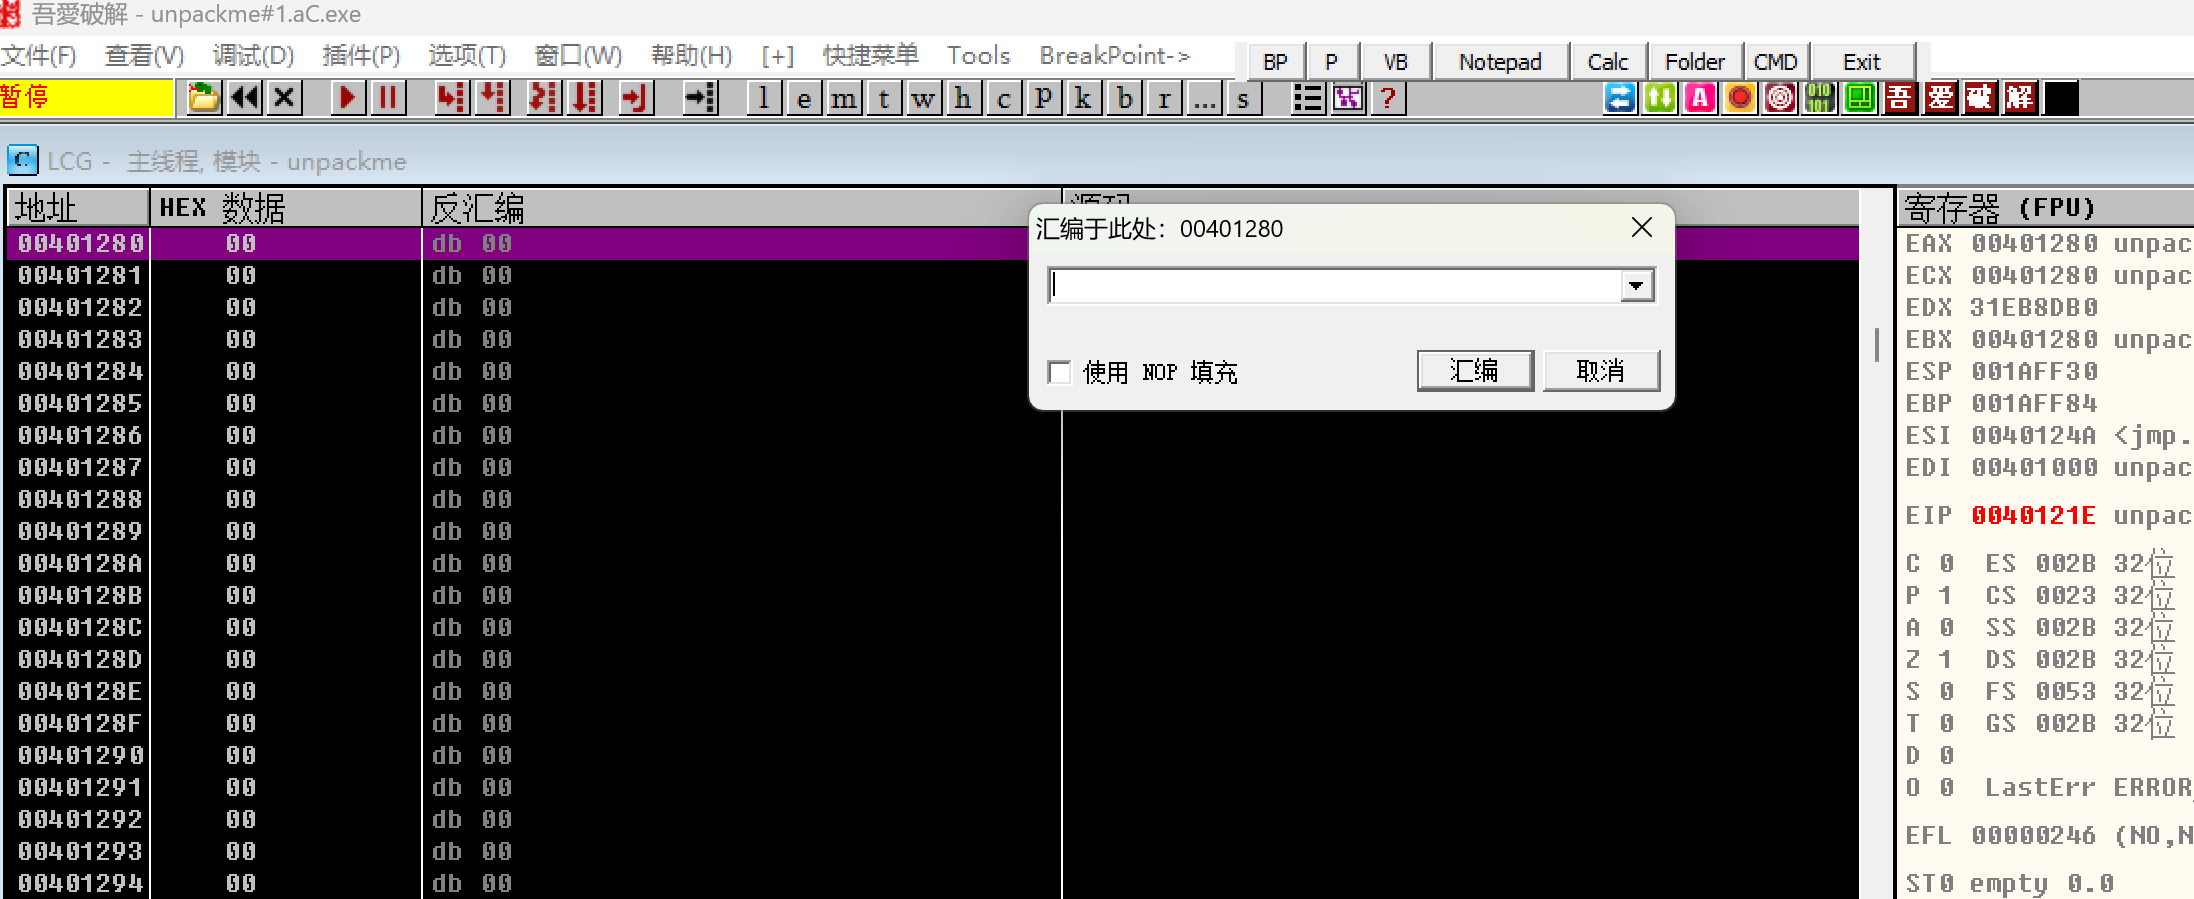 吾愛破解 - unpackme#1.aC.exe
文件(F) 查看(V) 调试(D) 插件(P) 选项(T) 窗口(W) 帮助(H) [+] 快捷菜单 Tools BreakPoint-> BP P VB Notepad Calc Folder CMD Exit
暂停 l e m t w h c P k b r ... s ? A 010 101 吾 爱 破 解
C LCG - 主线程, 模块 - unpackme
地址 HEX 数据 反汇编 寄存器 (FPU)
汇编于此处：00401280
使用 NOP 填充 汇编 取消
00401280 00 db 00
00401281 00 db 00
00401282 00 db 00
00401283 00 db 00
00401284 00 db 00
00401285 00 db 00
00401286 00 db 00
00401287 00 db 00
00401288 00 db 00
00401289 00 db 00
0040128A 00 db 00
0040128B 00 db 00
0040128C 00 db 00
0040128D 00 db 00
0040128E 00 db 00
0040128F 00 db 00
00401290 00 db 00
00401291 00 db 00
00401292 00 db 00
00401293 00 db 00
00401294 00 db 00
EAX 00401280 unpac
ECX 00401280 unpac
EDX 31EB8DB0
EBX 00401280 unpac
ESP 001AFF30
EBP 001AFF84
ESI 0040124A <jmp.
EDI 00401000 unpac
EIP 0040121E unpac
C 0 ES 002B 32位
P 1 CS 0023 32位
A 0 SS 002B 32位
Z 1 DS 002B 32位
S 0 FS 0053 32位
T 0 GS 002B 32位
D 0
O 0 LastErr ERROR_
EFL 00000246 (NO,N
ST0 empty 0.0